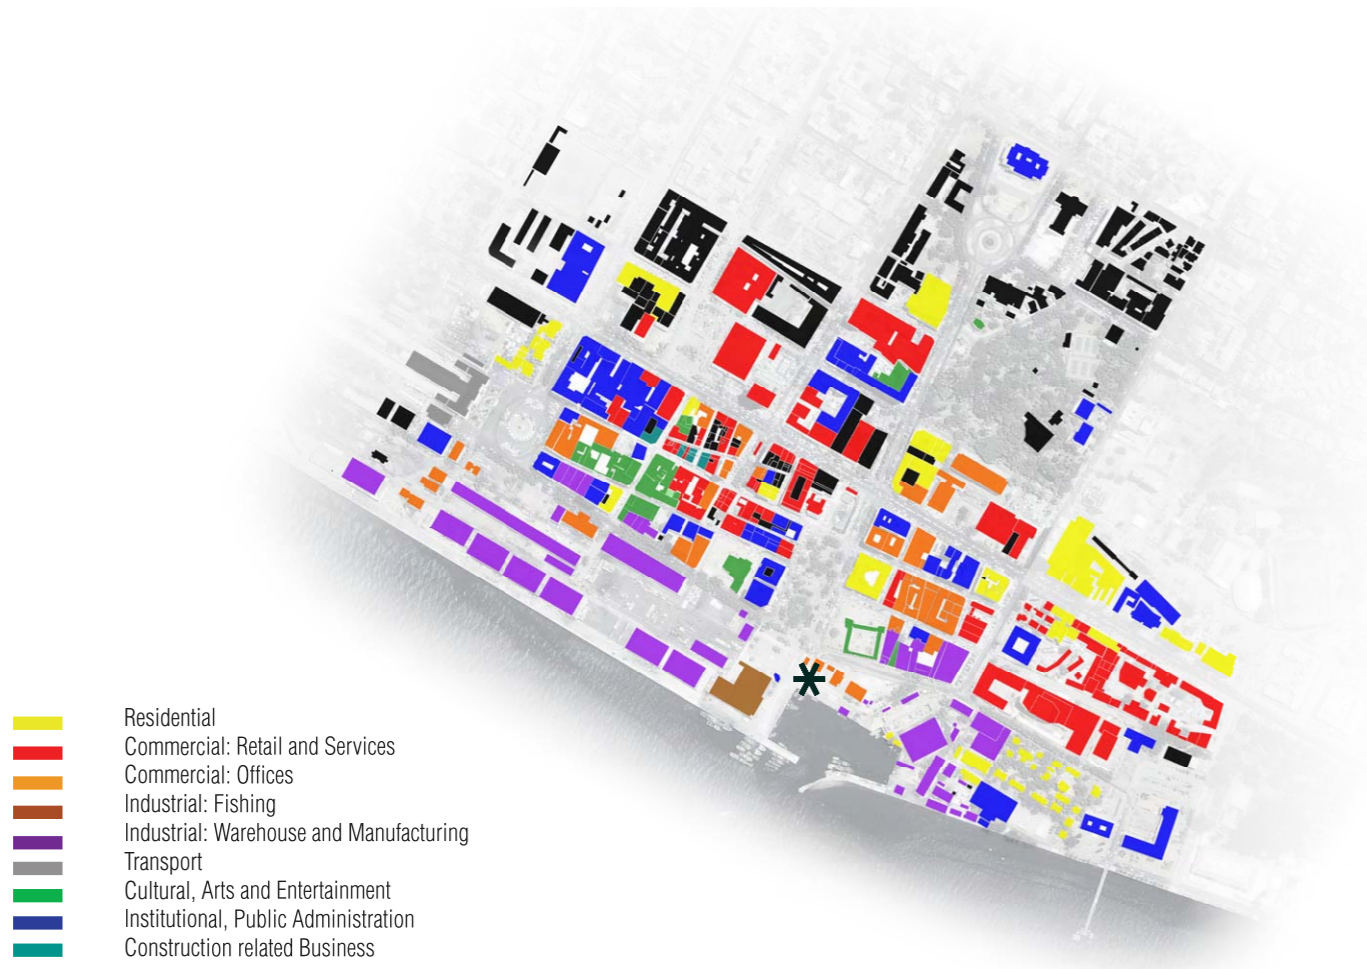 Residential
Commercial: Retail and Services
Commercial: Offices
Industrial: Fishing
Industrial: Warehouse and Manufacturing
Transport
Cultural, Arts and Entertainment
Institutional, Public Administration
Construction related Business